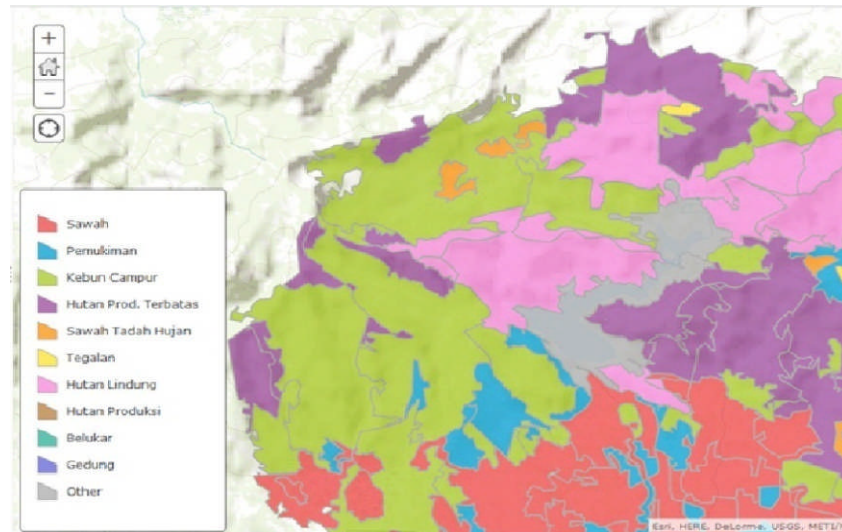 +
−
Sawah
Pemukiman
Kebun Campur
Hutan Prod. Terbatas
Sawah Tadah Hujan
Tegalan
Hutan Lindung
Hutan Produksi
Belukar
Gedung
Other
Esri, HERE, DeLorme, USGS, METI/